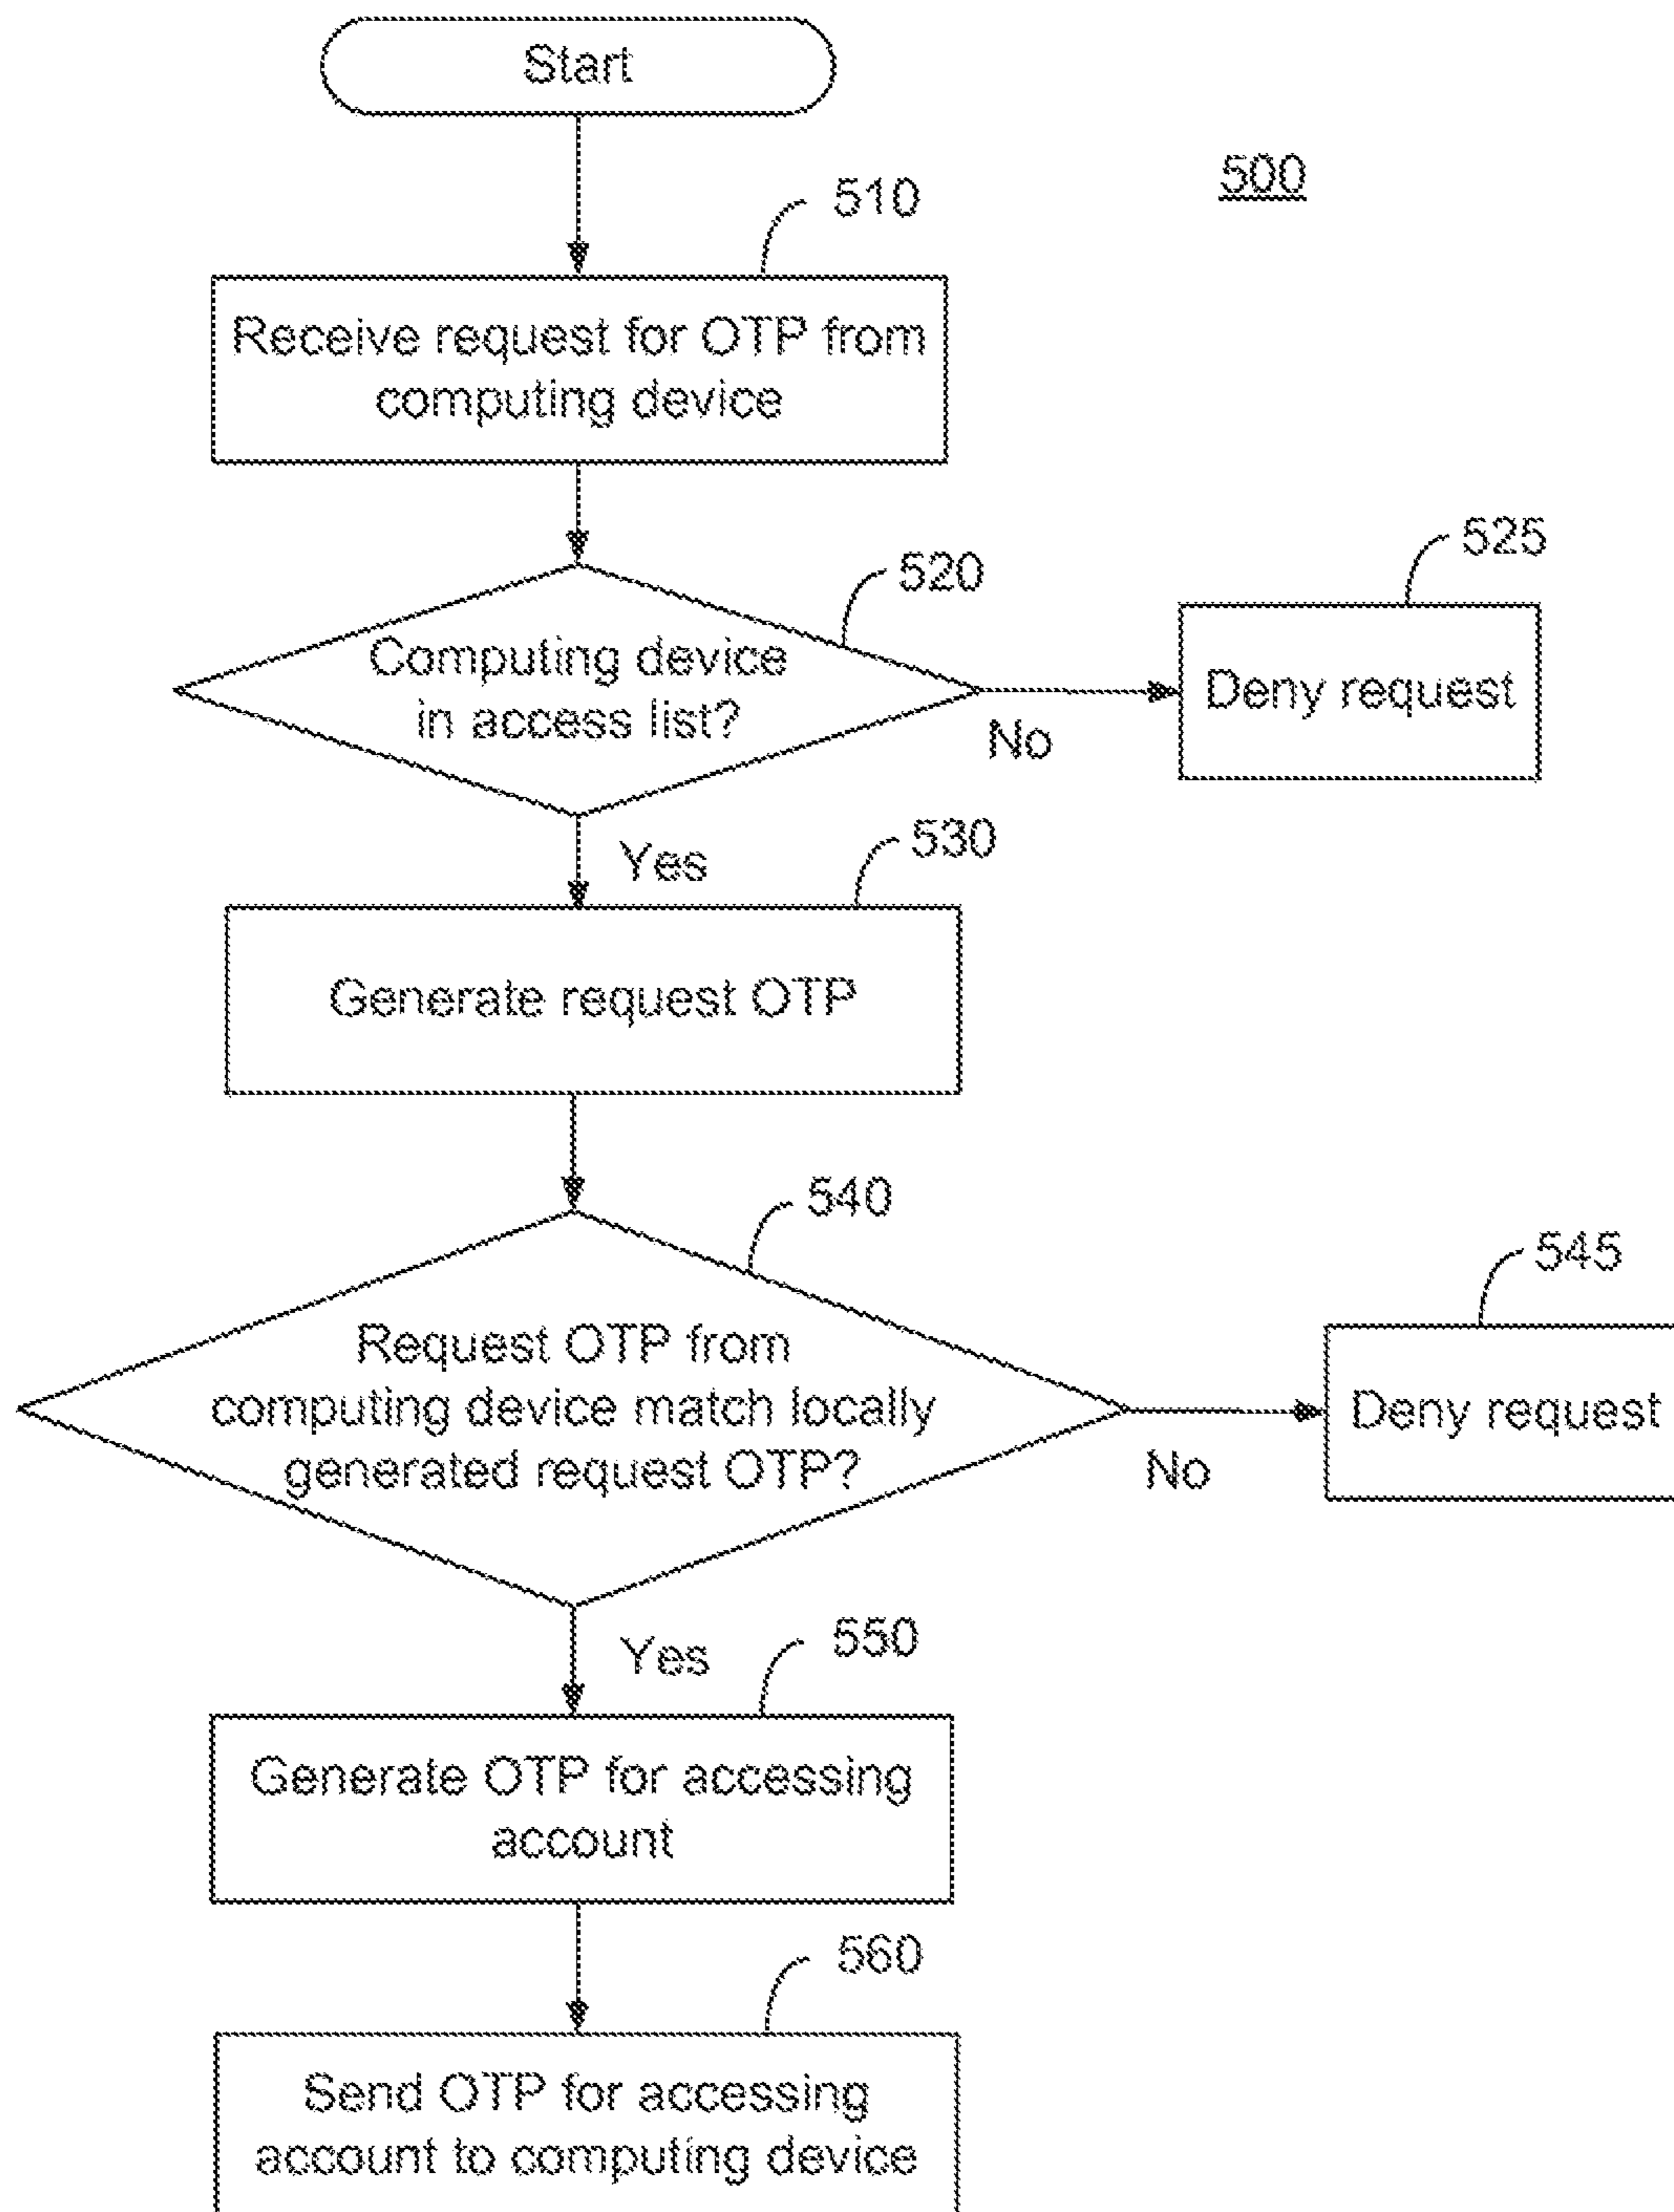 Start
500
510
Receive request for OTP from
computing device
520
525
Computing device
in access list?
Deny request
No
Yes
530
Generate request OTP
540
545
Request OTP from
computing device match locally
generated request OTP?
Deny request
No
Yes
550
Generate OTP for accessing
account
560
Send OTP for accessing
account to computing device